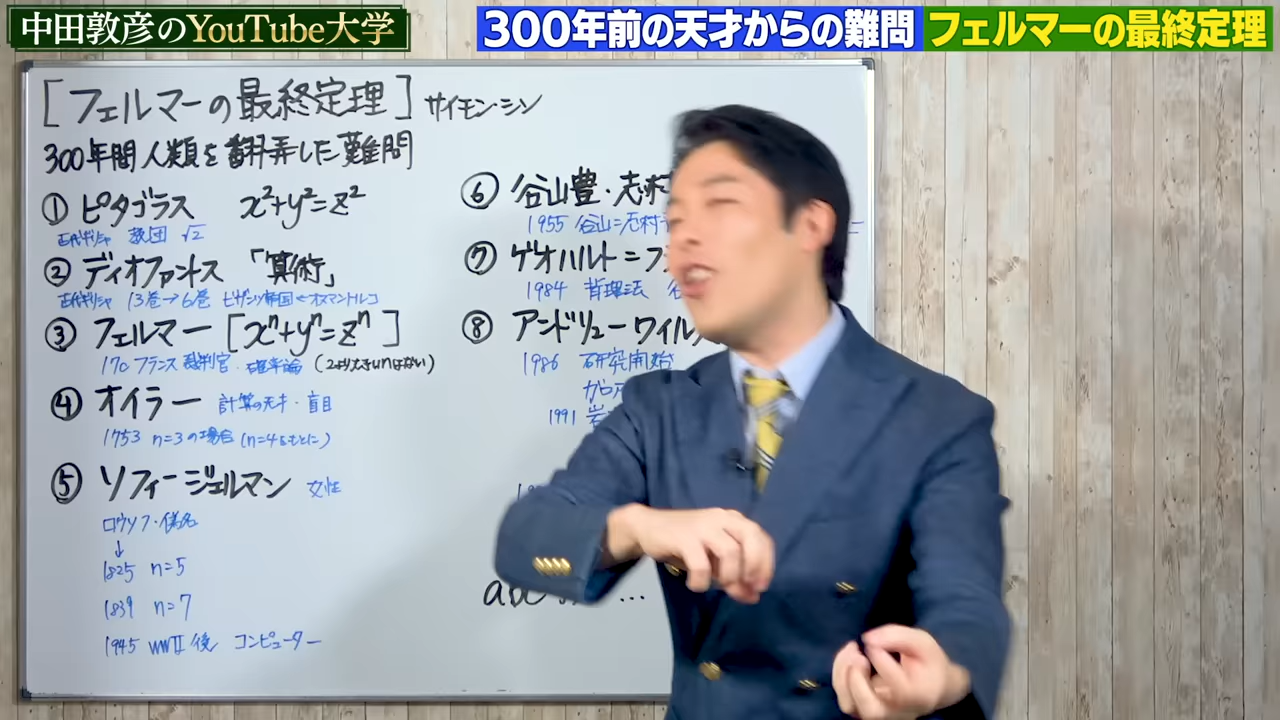 中田敦彦のYouTube大学
300年前の天才からの難問 フェルマーの最終定理
[フェルマーの最終定理] サイモンシン
300年間人類を翻弄した難問
① ピタゴラス x²+y²=z²
古代ギリシャ 教団 √2
② ディオファントス 「算術」
古代ギリシャ 13巻→6巻 ビザンツ帝国←オスマントルコ
③ フェルマー [xⁿ+yⁿ=zⁿ]
17C フランス 裁判官・確率論 (2より大きいnはない)
④ オイラー 計算の天才・盲目
1753 n=3の場合 (n=4をもとに)
⑤ ソフィージェルマン 女性
ロウソク・偽名
↓
1825 n=5
1839 n=7
1945 WWⅡ後 コンピューター
⑥ 谷山豊・志村
1955 谷山=志村
⑦ ゲオハルト=フ
1984 背理法
⑧ アンドリューワイル
1986 研究開始
ガロア
1991 岩
abc